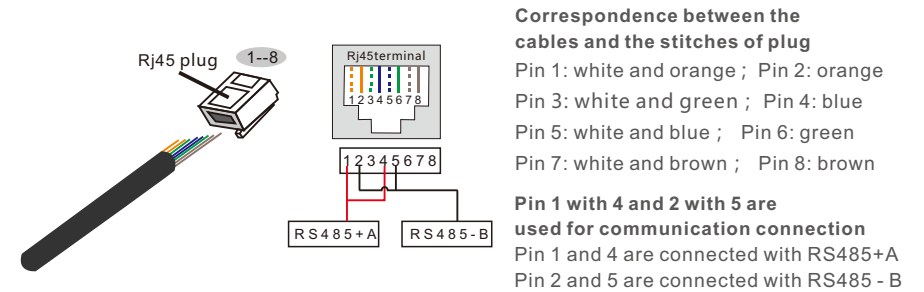 Rj45 plug
1--8
Rj45terminal
12345678
12345678
RS485+A
RS485-B
Correspondence between the
cables and the stitches of plug
Pin 1: white and orange ; Pin 2: orange
Pin 3: white and green ; Pin 4: blue
Pin 5: white and blue ; Pin 6: green
Pin 7: white and brown ; Pin 8: brown
Pin 1 with 4 and 2 with 5 are
used for communication connection
Pin 1 and 4 are connected with RS485+A
Pin 2 and 5 are connected with RS485 - B